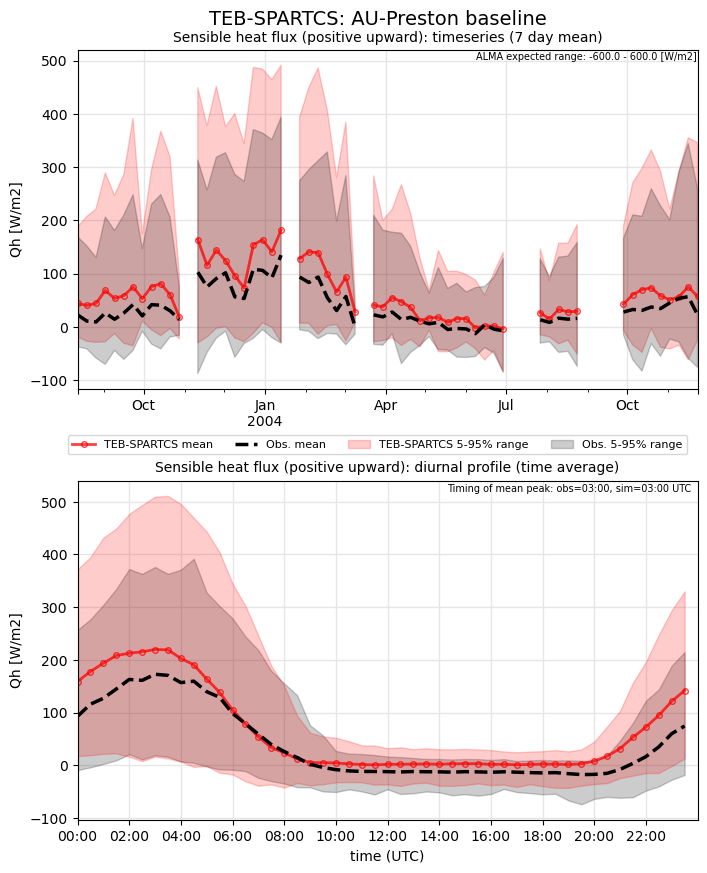 TEB-SPARTCS: AU-Preston baseline
Sensible heat flux (positive upward): timeseries (7 day mean)
ALMA expected range: -600.0 - 600.0 [W/m2]
Qh [W/m2]
500
400
300
200
100
0
−100
Oct
Jan
2004
Apr
Jul
Oct
TEB-SPARTCS mean
Obs. mean
TEB-SPARTCS 5-95% range
Obs. 5-95% range
Sensible heat flux (positive upward): diurnal profile (time average)
Timing of mean peak: obs=03:00, sim=03:00 UTC
Qh [W/m2]
500
400
300
200
100
0
−100
00:00 02:00 04:00 06:00 08:00 10:00 12:00 14:00 16:00 18:00 20:00 22:00
time (UTC)